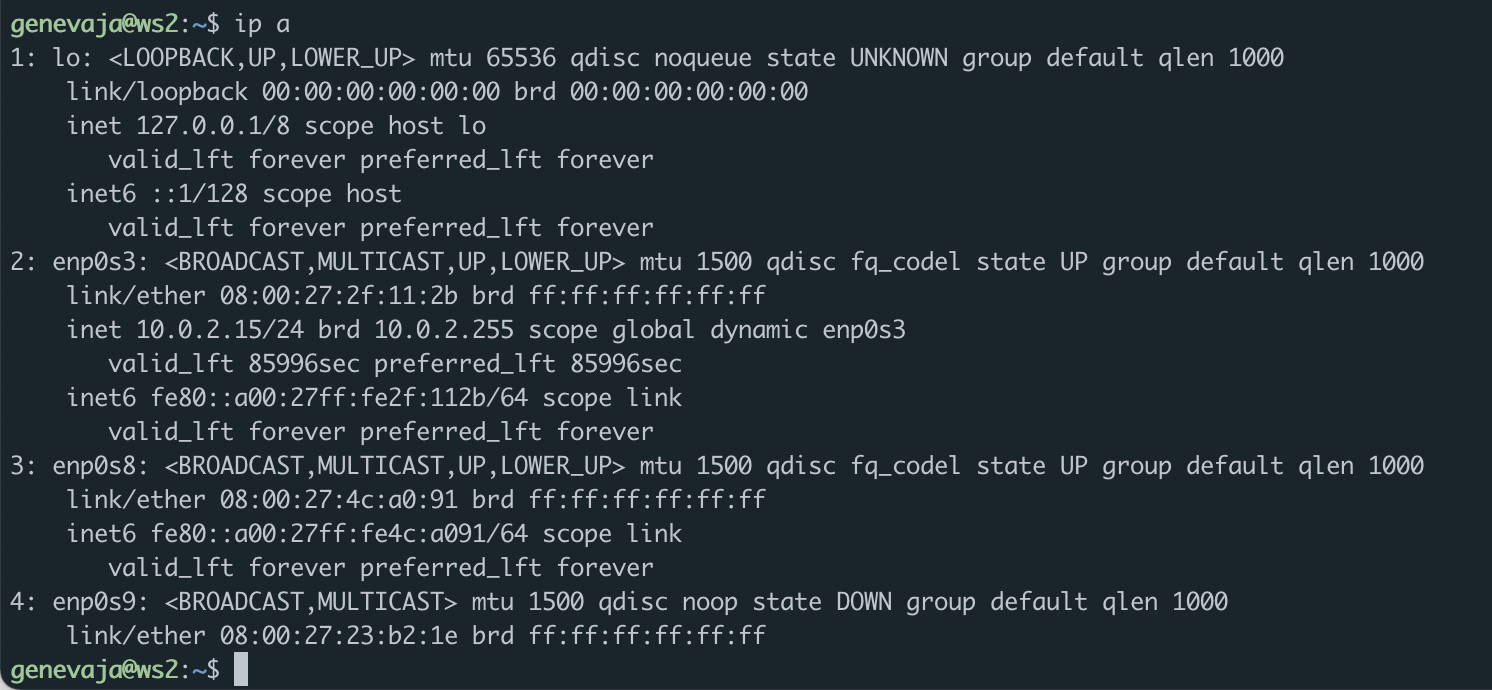 genevaja@ws2:~$ ip a
1: lo: <LOOPBACK,UP,LOWER_UP> mtu 65536 qdisc noqueue state UNKNOWN group default qlen 1000
    link/loopback 00:00:00:00:00:00 brd 00:00:00:00:00:00
    inet 127.0.0.1/8 scope host lo
       valid_lft forever preferred_lft forever
    inet6 ::1/128 scope host
       valid_lft forever preferred_lft forever
2: enp0s3: <BROADCAST,MULTICAST,UP,LOWER_UP> mtu 1500 qdisc fq_codel state UP group default qlen 1000
    link/ether 08:00:27:2f:11:2b brd ff:ff:ff:ff:ff:ff
    inet 10.0.2.15/24 brd 10.0.2.255 scope global dynamic enp0s3
       valid_lft 85996sec preferred_lft 85996sec
    inet6 fe80::a00:27ff:fe2f:112b/64 scope link
       valid_lft forever preferred_lft forever
3: enp0s8: <BROADCAST,MULTICAST,UP,LOWER_UP> mtu 1500 qdisc fq_codel state UP group default qlen 1000
    link/ether 08:00:27:4c:a0:91 brd ff:ff:ff:ff:ff:ff
    inet6 fe80::a00:27ff:fe4c:a091/64 scope link
       valid_lft forever preferred_lft forever
4: enp0s9: <BROADCAST,MULTICAST> mtu 1500 qdisc noop state DOWN group default qlen 1000
    link/ether 08:00:27:23:b2:1e brd ff:ff:ff:ff:ff:ff
genevaja@ws2:~$